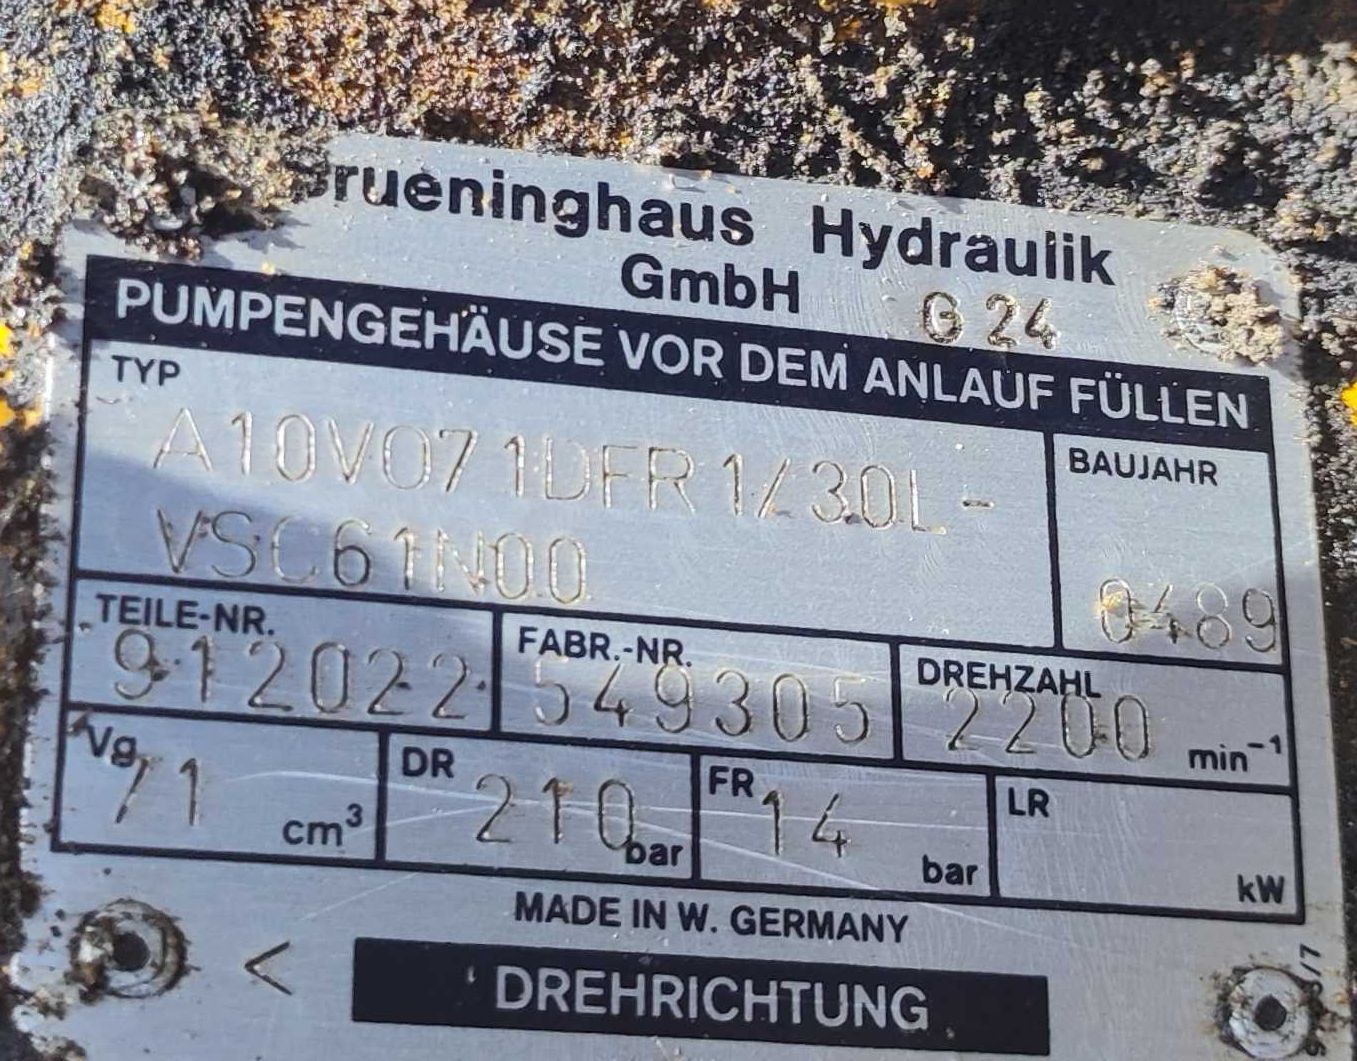 Brueninghaus Hydraulik
GmbH G 24
PUMPENGEHÄUSE VOR DEM ANLAUF FÜLLEN
TYP
A10VO71DFR1/30L-
VSC61N00
BAUJAHR
0489
TEILE-NR.
912022
FABR.-NR.
549305
DREHZAHL
2200 min⁻¹
Vg
71 cm³
DR
210 bar
FR
14 bar
LR
kW
MADE IN W. GERMANY
< DREHRICHTUNG